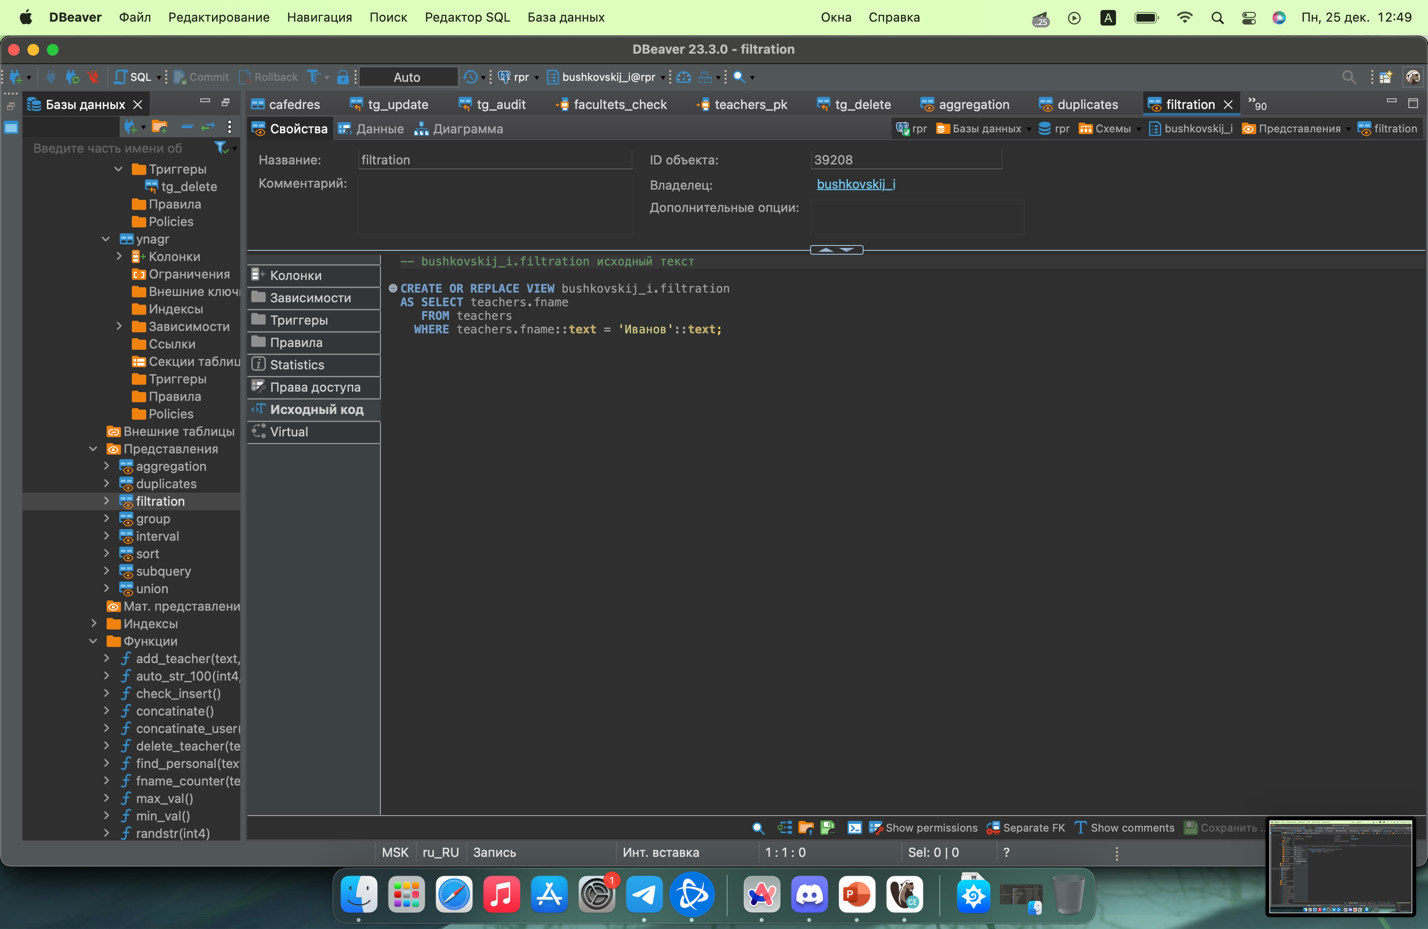 DBeaver Файл Редактирование Навигация Поиск Редактор SQL База данных Окна Справка .25 A Пн, 25 дек. 12:49
DBeaver 23.3.0 - filtration
SQL Commit Rollback T Auto rpr bushkovskij_i@rpr
Базы данных
cafedres tg_update tg_audit facultets_check teachers_pk tg_delete aggregation duplicates filtration »90
Свойства Данные Диаграмма rpr Базы данных rpr Схемы bushkovskij_i Представления filtration
Введите часть имени об
Название: filtration ID объекта: 39208
Комментарий: Владелец: bushkovskij_i
Дополнительные опции:
Триггеры
tg_delete
Правила
Policies
ynagr
Колонки
Ограничения
Внешние ключ
Индексы
Зависимости
Ссылки
Секции таблиц
Триггеры
Правила
Policies
Внешние таблицы
Представления
aggregation
duplicates
filtration
group
interval
sort
subquery
union
Мат. представлени
Индексы
Функции
add_teacher(text,
auto_str_100(int4,
check_insert()
concatinate()
concatinate_user(
delete_teacher(te
find_personal(tex
fname_counter(te
max_val()
min_val()
randstr(int4)
Колонки
Зависимости
Триггеры
Правила
Statistics
Права доступа
Исходный код
Virtual
-- bushkovskij_i.filtration исходный текст
CREATE OR REPLACE VIEW bushkovskij_i.filtration
AS SELECT teachers.fname
FROM teachers
WHERE teachers.fname::text = 'Иванов'::text;
Show permissions Separate FK Show comments Сохранить ...
MSK ru_RU Запись Инт. вставка 1 : 1 : 0 Sel: 0 | 0 ?
1
P
CE
W